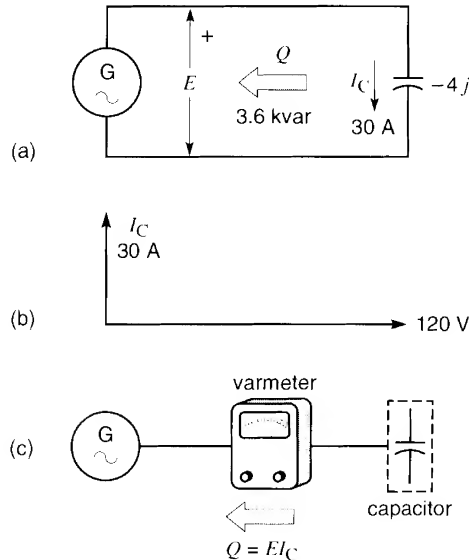 G
+
E
Q
3.6 kvar
I_C
30 A
−4 j
(a)
I_C
30 A
(b)
120 V
varmeter
G
(c)
capacitor
Q = EI_C